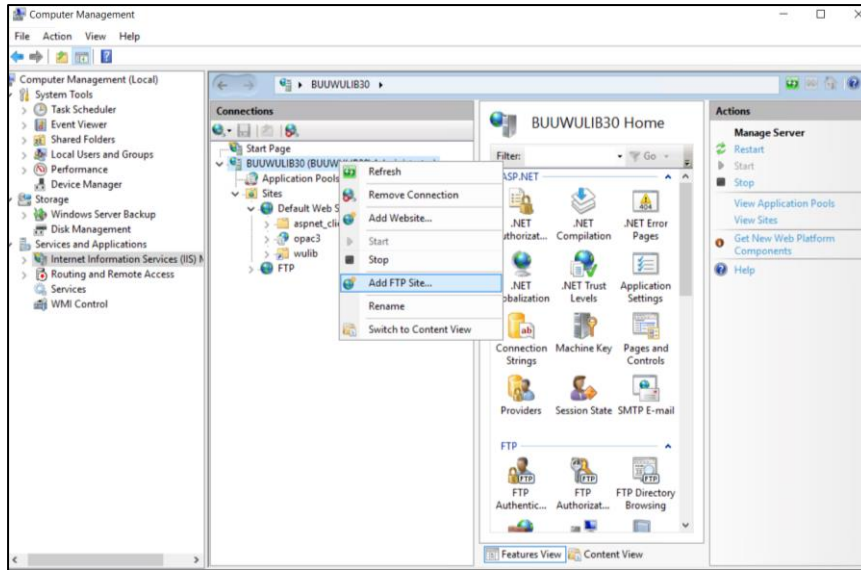 Computer Management
File Action View Help
Computer Management (Local)
System Tools
Task Scheduler
Event Viewer
Shared Folders
Local Users and Groups
Performance
Device Manager
Storage
Windows Server Backup
Disk Management
Services and Applications
Internet Information Services (IIS) M
Routing and Remote Access
Services
WMI Control
BUUWULIB30
Connections
Start Page
BUUWULIB30
Application Pools
Sites
Default Web S
aspnet_clie
opac3
wulib
FTP
Refresh
Remove Connection
Add Website...
Start
Stop
Add FTP Site...
Rename
Switch to Content View
BUUWULIB30 Home
Filter: Go
ASP.NET
.NET
.NET
.NET Error
Compilation
Pages
.NET
.NET Trust
Application
Levels
Settings
Connection
Machine Key
Pages and
Strings
Controls
Providers
Session State
SMTP E-mail
FTP
FTP
FTP
FTP Directory
Authentic...
Authorizat...
Browsing
Features View
Content View
Actions
Manage Server
Restart
Start
Stop
View Application Pools
View Sites
Get New Web Platform
Components
Help